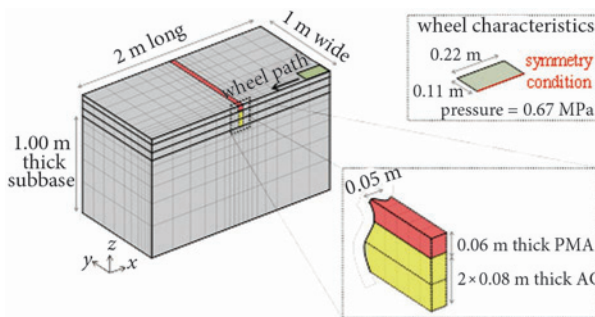 2 m long
1 m wide
wheel path
1.00 m
thick
subbase
z
y
x
wheel characteristics
0.22 m
symmetry
condition
0.11 m
pressure = 0.67 MPa
0.05 m
0.06 m thick PMA
2 × 0.08 m thick AC